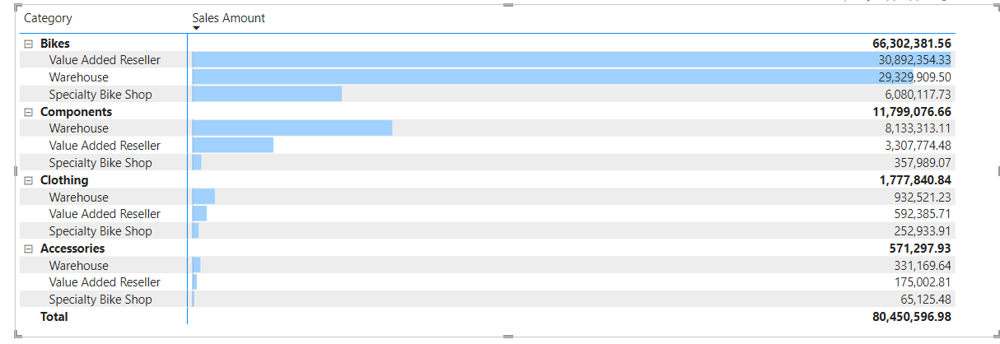 Category Sales Amount
Bikes 66,302,381.56
Value Added Reseller 30,892,354.33
Warehouse 29,329,909.50
Specialty Bike Shop 6,080,117.73
Components 11,799,076.66
Warehouse 8,133,313.11
Value Added Reseller 3,307,774.48
Specialty Bike Shop 357,989.07
Clothing 1,777,840.84
Warehouse 932,521.23
Value Added Reseller 592,385.71
Specialty Bike Shop 252,933.91
Accessories 571,297.93
Warehouse 331,169.64
Value Added Reseller 175,002.81
Specialty Bike Shop 65,125.48
Total 80,450,596.98